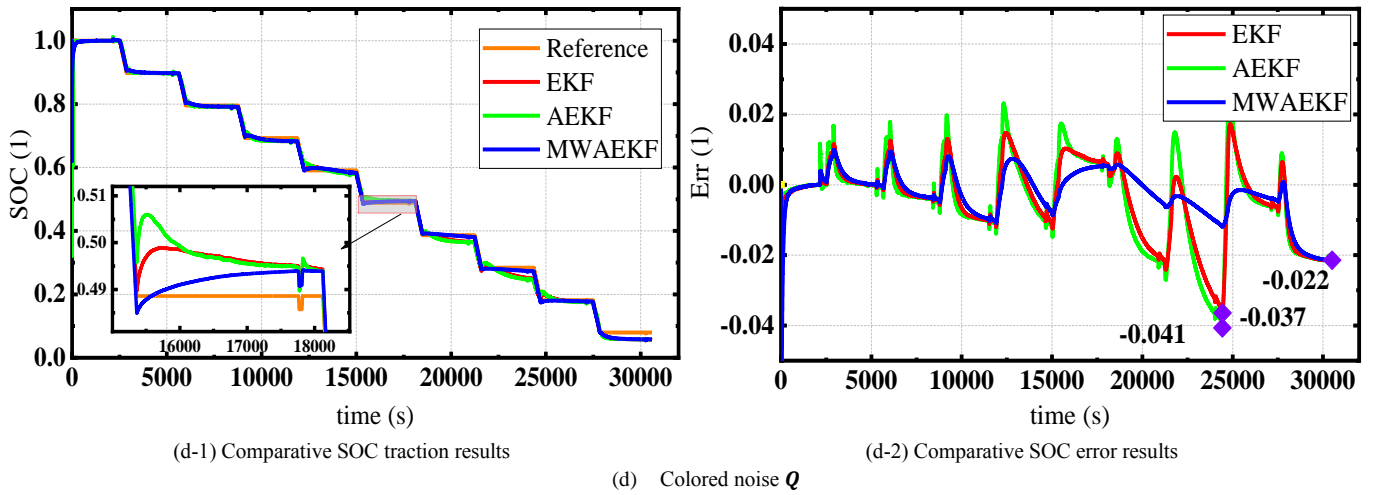 SOC (1)
1.0
0.8
0.6
0.4
0.2
0.0
Reference
EKF
AEKF
MWAEKF
0.51
0.50
0.49
16000 17000 18000
0 5000 10000 15000 20000 25000 30000
time (s)
(d-1) Comparative SOC traction results
Err (1)
0.04
0.02
0.00
-0.02
-0.04
EKF
AEKF
MWAEKF
-0.022
-0.037
-0.041
0 5000 10000 15000 20000 25000 30000
time (s)
(d-2) Comparative SOC error results
(d) Colored noise Q